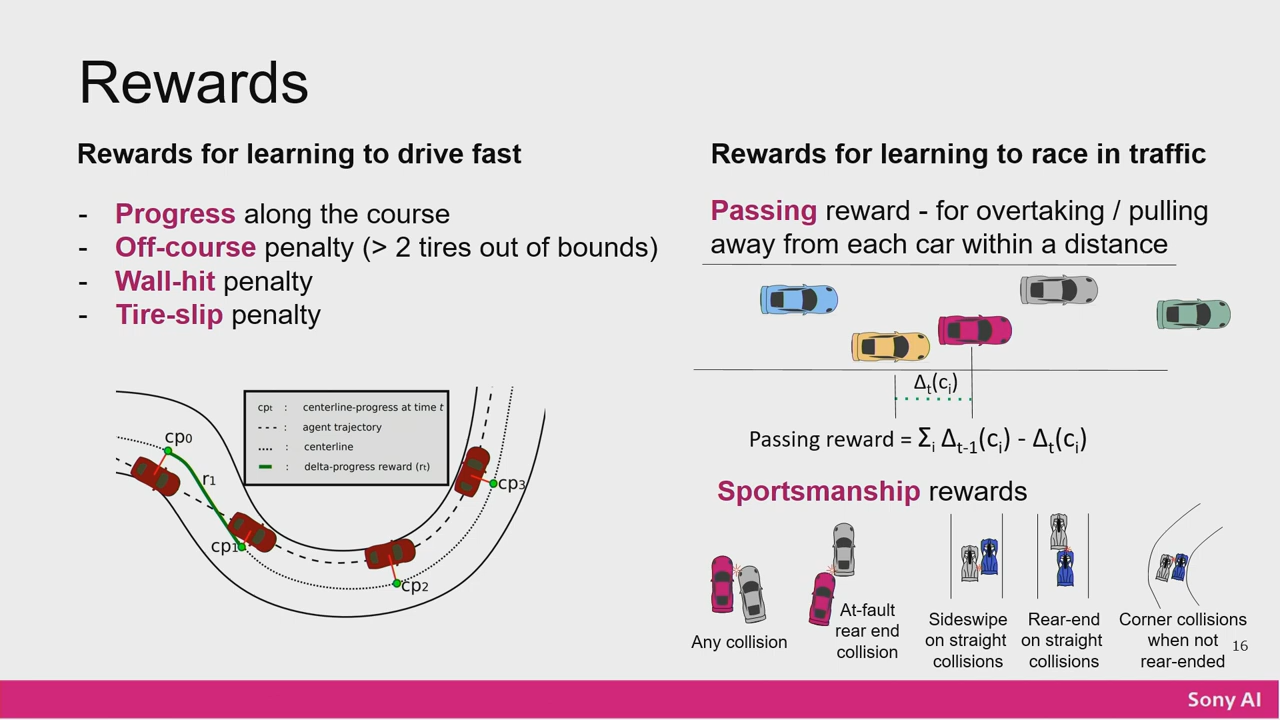 Rewards
Rewards for learning to drive fast
- Progress along the course
- Off-course penalty (> 2 tires out of bounds)
- Wall-hit penalty
- Tire-slip penalty
cpt : centerline-progress at time t
: agent trajectory
: centerline
: delta-progress reward (rt)
cp0
r1
cp1
cp2
cp3
Rewards for learning to race in traffic
Passing reward - for overtaking / pulling
away from each car within a distance
Δt(ci)
Passing reward = Σi Δt-1(ci) - Δt(ci)
Sportsmanship rewards
Any collision
At-fault
rear end
collision
Sideswipe
on straight
collisions
Rear-end
on straight
collisions
Corner collisions
when not
rear-ended
16
Sony AI